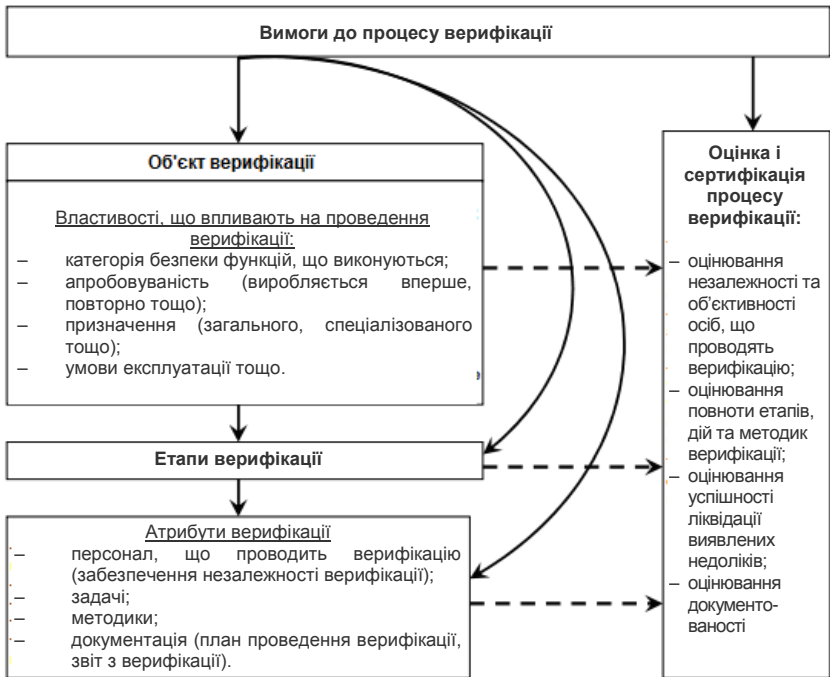 Вимоги до процесу верифікації
Об'єкт верифікації
Властивості, що впливають на проведення
верифікації:
– категорія безпеки функцій, що виконуються;
– апробовуваність (виробляється вперше,
повторно тощо);
– призначення (загального, спеціалізованого
тощо);
– умови експлуатації тощо.
Етапи верифікації
Атрибути верифікації
– персонал, що проводить верифікацію
(забезпечення незалежності верифікації);
– задачі;
– методики;
– документація (план проведення верифікації,
звіт з верифікації).
Оцінка і
сертифікація
процесу
верифікації:
– оцінювання
незалежності та
об’єктивності
осіб, що
проводять
верифікацію;
– оцінювання
повноти етапів,
дій та методик
верифікації;
– оцінювання
успішності
ліквідації
виявлених
недоліків;
– оцінювання
документо-
ваності